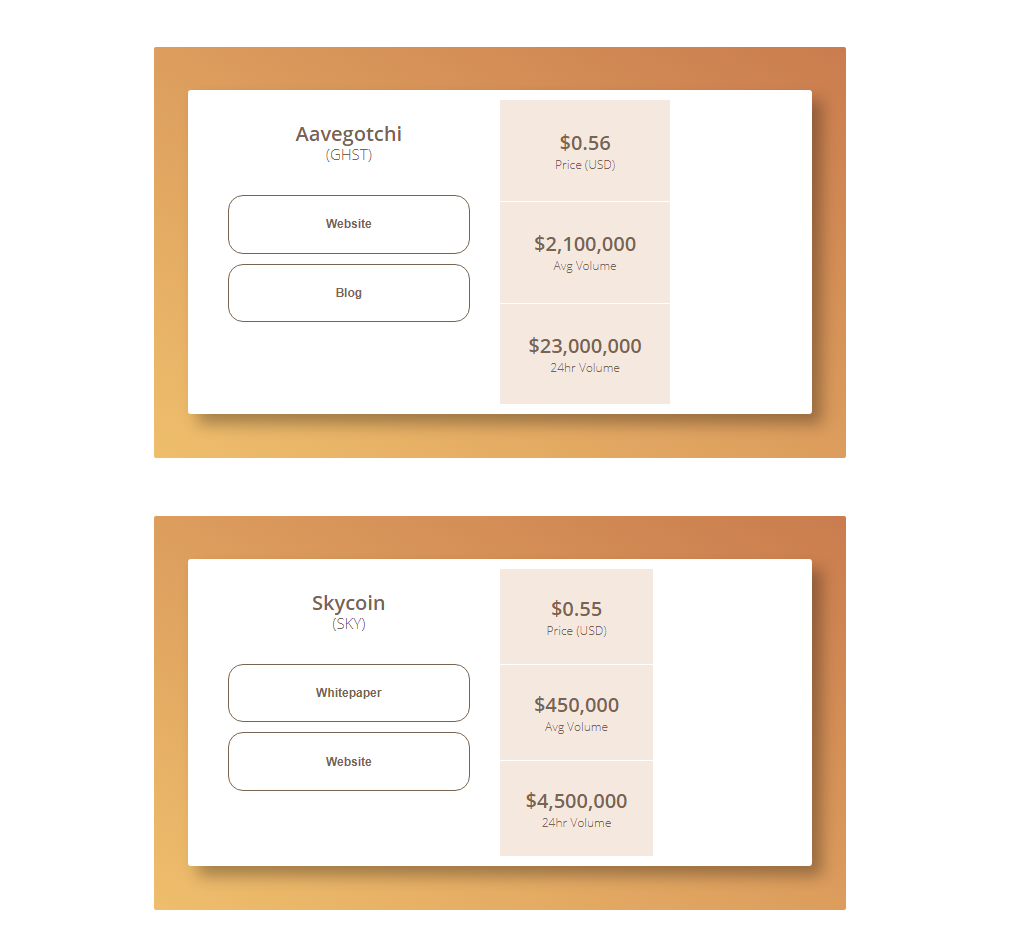 Aavegotchi
(GHST)
Website
Blog
$0.56
Price (USD)
$2,100,000
Avg Volume
$23,000,000
24hr Volume
Skycoin
(SKY)
Whitepaper
Website
$0.55
Price (USD)
$450,000
Avg Volume
$4,500,000
24hr Volume